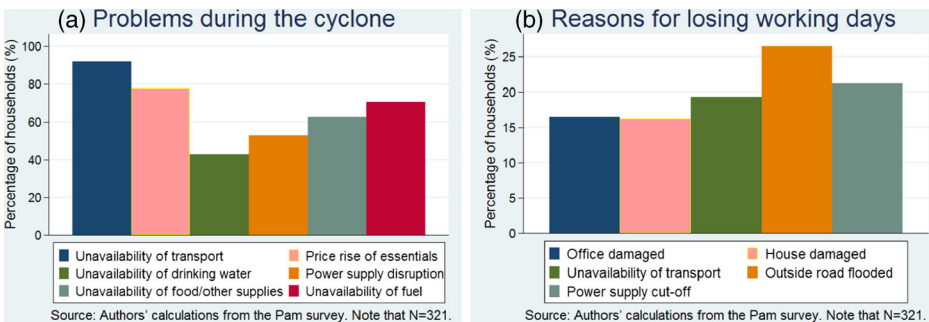 (a) Problems during the cyclone
Percentage of households (%)
100
80
60
40
20
0
Unavailability of transport
Price rise of essentials
Unavailability of drinking water
Power supply disruption
Unavailability of food/other supplies
Unavailability of fuel
Source: Authors' calculations from the Pam survey. Note that N=321.
(b) Reasons for losing working days
Percentage of households (%)
25
20
15
10
5
0
Office damaged
House damaged
Unavailability of transport
Outside road flooded
Power supply cut-off
Source: Authors' calculations from the Pam survey. Note that N=321.